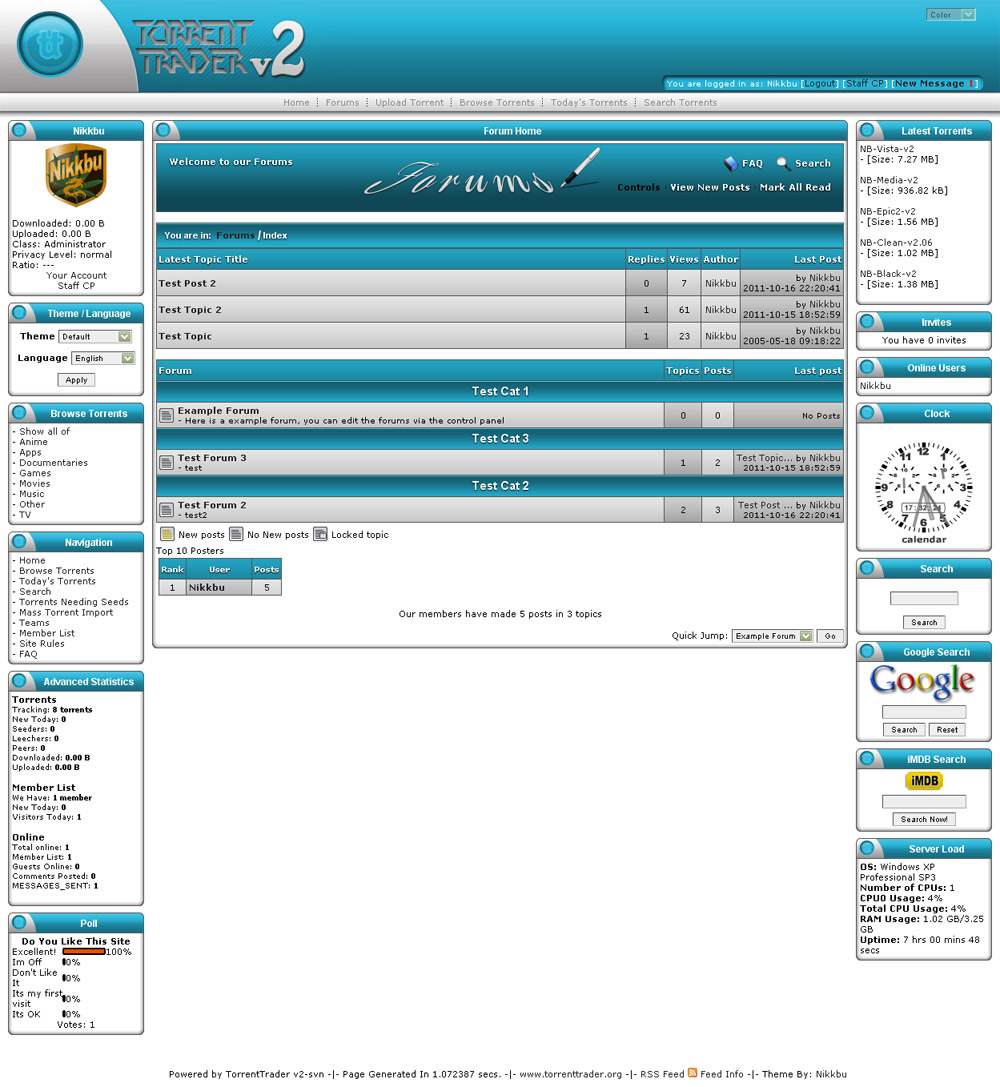 Color
TORRENT
TRADER v2
You are logged in as: Nikkbu [Logout] [Staff CP] [New Message 1]
Home ⋮ Forums ⋮ Upload Torrent ⋮ Browse Torrents ⋮ Today's Torrents ⋮ Search Torrents
Nikkbu
Nikkbu
Downloaded: 0.00 B
Uploaded: 0.00 B
Class: Administrator
Privacy Level: normal
Ratio: ---
Your Account
Staff CP
Theme / Language
Theme Default
Language English
Apply
Browse Torrents
- Show all of
- Anime
- Apps
- Documentaries
- Games
- Movies
- Music
- Other
- TV
Navigation
- Home
- Browse Torrents
- Today's Torrents
- Search
- Torrents Needing Seeds
- Mass Torrent Import
- Teams
- Member List
- Site Rules
- FAQ
Advanced Statistics
Torrents
Tracking: 8 torrents
New Today: 0
Seeders: 0
Leechers: 0
Peers: 0
Downloaded: 0.00 B
Uploaded: 0.00 B
Member List
We Have: 1 member
New Today: 0
Visitors Today: 1
Online
Total online: 1
Member List: 1
Guests Online: 0
Comments Posted: 0
MESSAGES_SENT: 1
Poll
Do You Like This Site
Excellent! 100%
Im Off 0%
Don't Like
It 0%
Its my first
visit 0%
Its OK 0%
Votes: 1
Forum Home
Welcome to our Forums
Forums
FAQ Search
Controls · View New Posts Mark All Read
You are in: Forums / Index
Latest Topic Title Replies Views Author Last Post
Test Post 2 0 7 Nikkbu by Nikkbu
2011-10-16 22:20:41
Test Topic 2 1 61 Nikkbu by Nikkbu
2011-10-15 18:52:59
Test Topic 1 23 Nikkbu by Nikkbu
2005-05-18 09:18:22
Forum Topics Posts Last post
Test Cat 1
Example Forum
- Here is a example forum, you can edit the forums via the control panel 0 0 No Posts
Test Cat 3
Test Forum 3
- test 1 2 Test Topic... by Nikkbu
2011-10-15 18:52:59
Test Cat 2
Test Forum 2
- test2 2 3 Test Post ... by Nikkbu
2011-10-16 22:20:41
New posts No New posts Locked topic
Top 10 Posters
Rank User Posts
1 Nikkbu 5
Our members have made 5 posts in 3 topics
Quick Jump: Example Forum Go
Latest Torrents
NB-Vista-v2
- [Size: 7.27 MB]
NB-Media-v2
- [Size: 936.82 kB]
NB-Epic2-v2
- [Size: 1.56 MB]
NB-Clean-v2.06
- [Size: 1.02 MB]
NB-Black-v2
- [Size: 1.38 MB]
Invites
You have 0 invites
Online Users
Nikkbu
Clock
12 1 2 3 4 5 6 7 8 9 10 11
calendar
Search
Search
Google Search
Google
Search Reset
iMDB Search
iMDB
Search Now!
Server Load
OS: Windows XP
Professional SP3
Number of CPUs: 1
CPU0 Usage: 4%
Total CPU Usage: 4%
RAM Usage: 1.02 GB/3.25
GB
Uptime: 7 hrs 00 mins 48
secs
Powered by TorrentTrader v2-svn -|- Page Generated In 1.072387 secs. -|- www.torrenttrader.org -|- RSS Feed Feed Info -|- Theme By: Nikkbu